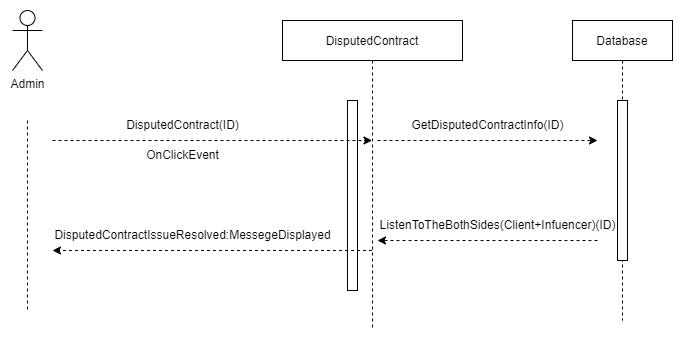 DisputedContract
Database
Admin
DisputedContract(ID)
GetDisputedContractInfo(ID)
OnClickEvent
ListenToTheBothSides(Client+Infuencer)(ID)
DisputedContractIssueResolved:MessegeDisplayed